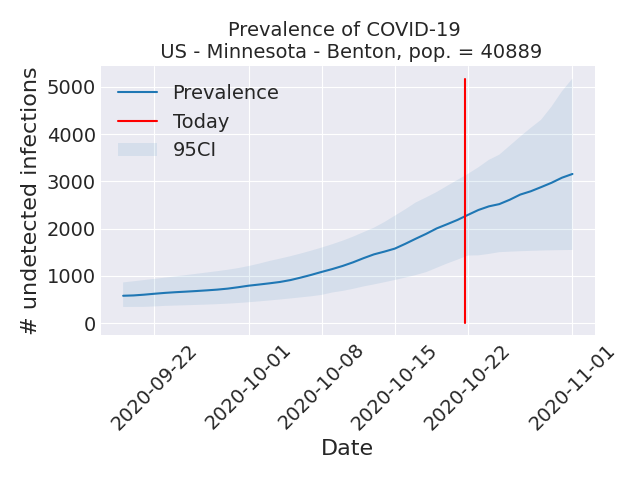 Prevalence of COVID-19
US - Minnesota - Benton, pop. = 40889
# undetected infections
5000
4000
3000
2000
1000
0
Prevalence
Today
95CI
2020-09-22
2020-10-01
2020-10-08
2020-10-15
2020-10-22
2020-11-01
Date